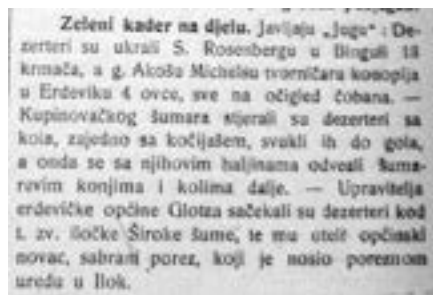 Zeleni kader na djelu. Javljaju „Jugu“: De-
zerteri su ukrali S. Rosenbergu u Binguli 18
krmača, a g. Akošu Michelsu tvorničaru konoplja
u Erdeviku 4 ovce, sve na očigled čobana. —
Kupinovačkog šumara stjerali su dezerteri sa
kola, zajedno sa kočijašem, svukli ih do gola,
a onda se sa njihovim haljinama odvezli šuma-
revim konjima i kolima dalje. — Upravitelja
erdevičke općine Glotza sačekali su dezerteri kod
t. zv. iločke Široke šume, te mu oteli općinski
novac, sabrani porez, koji je nosio poreznom
uredu u Ilok.